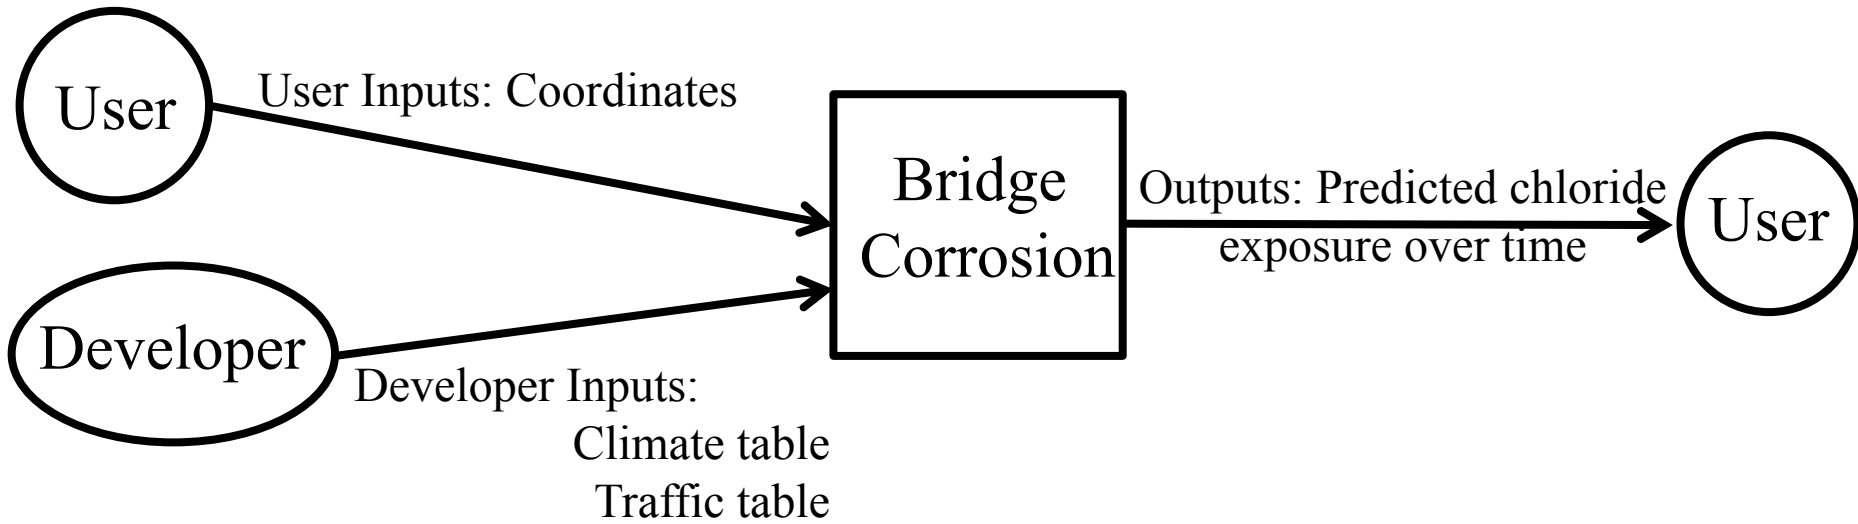 User
User Inputs: Coordinates
Bridge
Corrosion
Outputs: Predicted chloride
exposure over time
User
Developer
Developer Inputs:
Climate table
Traffic table